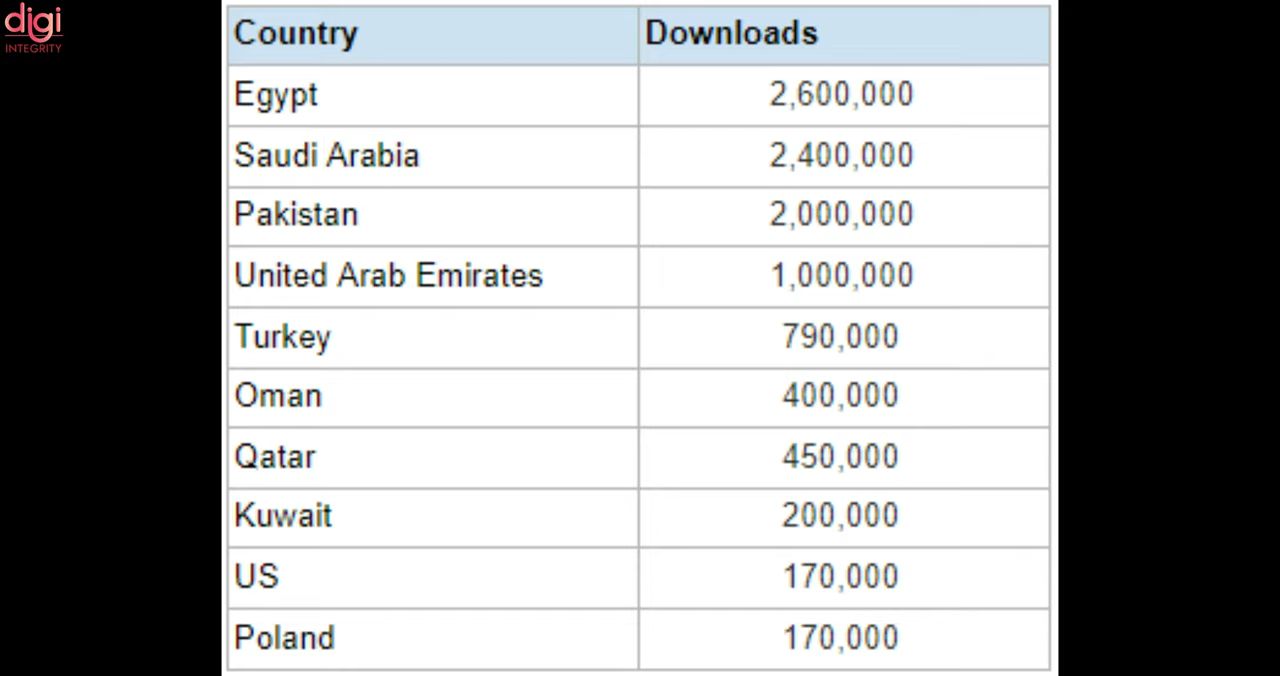 digi
INTEGRITY
Country Downloads
Egypt 2,600,000
Saudi Arabia 2,400,000
Pakistan 2,000,000
United Arab Emirates 1,000,000
Turkey 790,000
Oman 400,000
Qatar 450,000
Kuwait 200,000
US 170,000
Poland 170,000